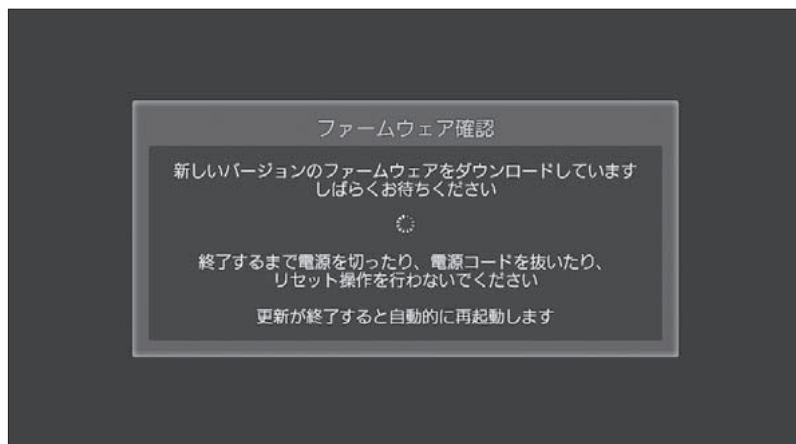 ファームウェア確認
新しいバージョンのファームウェアをダウンロードしています
しばらくお待ちください
終了するまで電源を切ったり、電源コードを抜いたり、
リセット操作を行わないでください
更新が終了すると自動的に再起動します